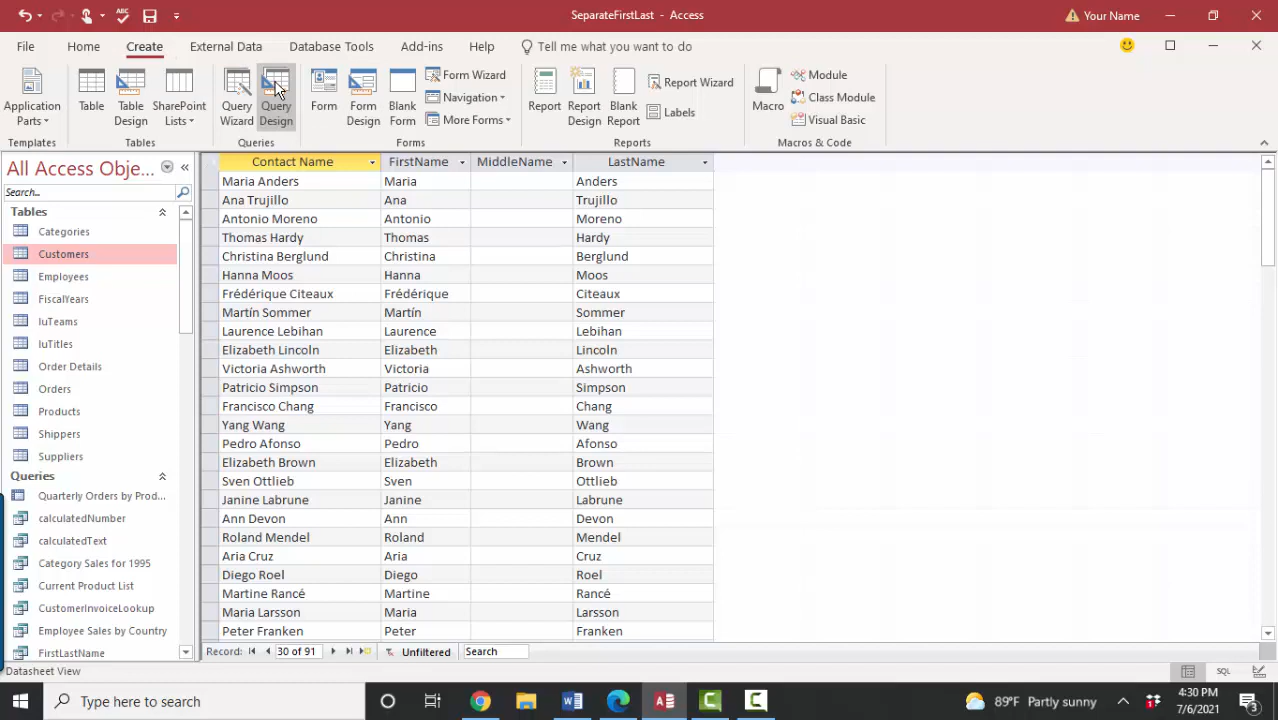 SeparateFirstLast - Access
Your Name
File Home Create External Data Database Tools Add-ins Help Tell me what you want to do
Application Parts
Table
Table Design
SharePoint Lists
Query Wizard
Query Design
Form
Form Design
Blank Form
Form Wizard
Navigation
More Forms
Report
Report Design
Blank Report
Report Wizard
Labels
Macro
Module
Class Module
Visual Basic
Templates Tables Queries Forms Reports Macros & Code
All Access Obje...
Search...
Tables
Categories
Customers
Employees
FiscalYears
luTeams
luTitles
Order Details
Orders
Products
Shippers
Suppliers
Queries
Quarterly Orders by Prod...
calculatedNumber
calculatedText
Category Sales for 1995
Current Product List
CustomerInvoiceLookup
Employee Sales by Country
FirstLastName
Contact Name FirstName MiddleName LastName
Maria Anders Maria Anders
Ana Trujillo Ana Trujillo
Antonio Moreno Antonio Moreno
Thomas Hardy Thomas Hardy
Christina Berglund Christina Berglund
Hanna Moos Hanna Moos
Frédérique Citeaux Frédérique Citeaux
Martín Sommer Martín Sommer
Laurence Lebihan Laurence Lebihan
Elizabeth Lincoln Elizabeth Lincoln
Victoria Ashworth Victoria Ashworth
Patricio Simpson Patricio Simpson
Francisco Chang Francisco Chang
Yang Wang Yang Wang
Pedro Afonso Pedro Afonso
Elizabeth Brown Elizabeth Brown
Sven Ottlieb Sven Ottlieb
Janine Labrune Janine Labrune
Ann Devon Ann Devon
Roland Mendel Roland Mendel
Aria Cruz Aria Cruz
Diego Roel Diego Roel
Martine Rancé Martine Rancé
Maria Larsson Maria Larsson
Peter Franken Peter Franken
Record: 30 of 91 Unfiltered Search
Datasheet View
SQL
Type here to search
89°F Partly sunny
4:30 PM
7/6/2021
3